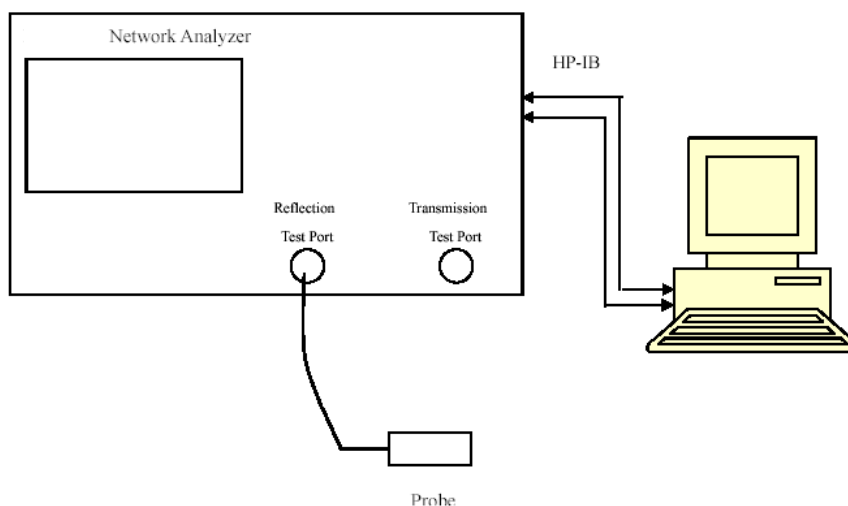 Network Analyzer
HP-IB
Reflection
Test Port
Transmission
Test Port
Probe